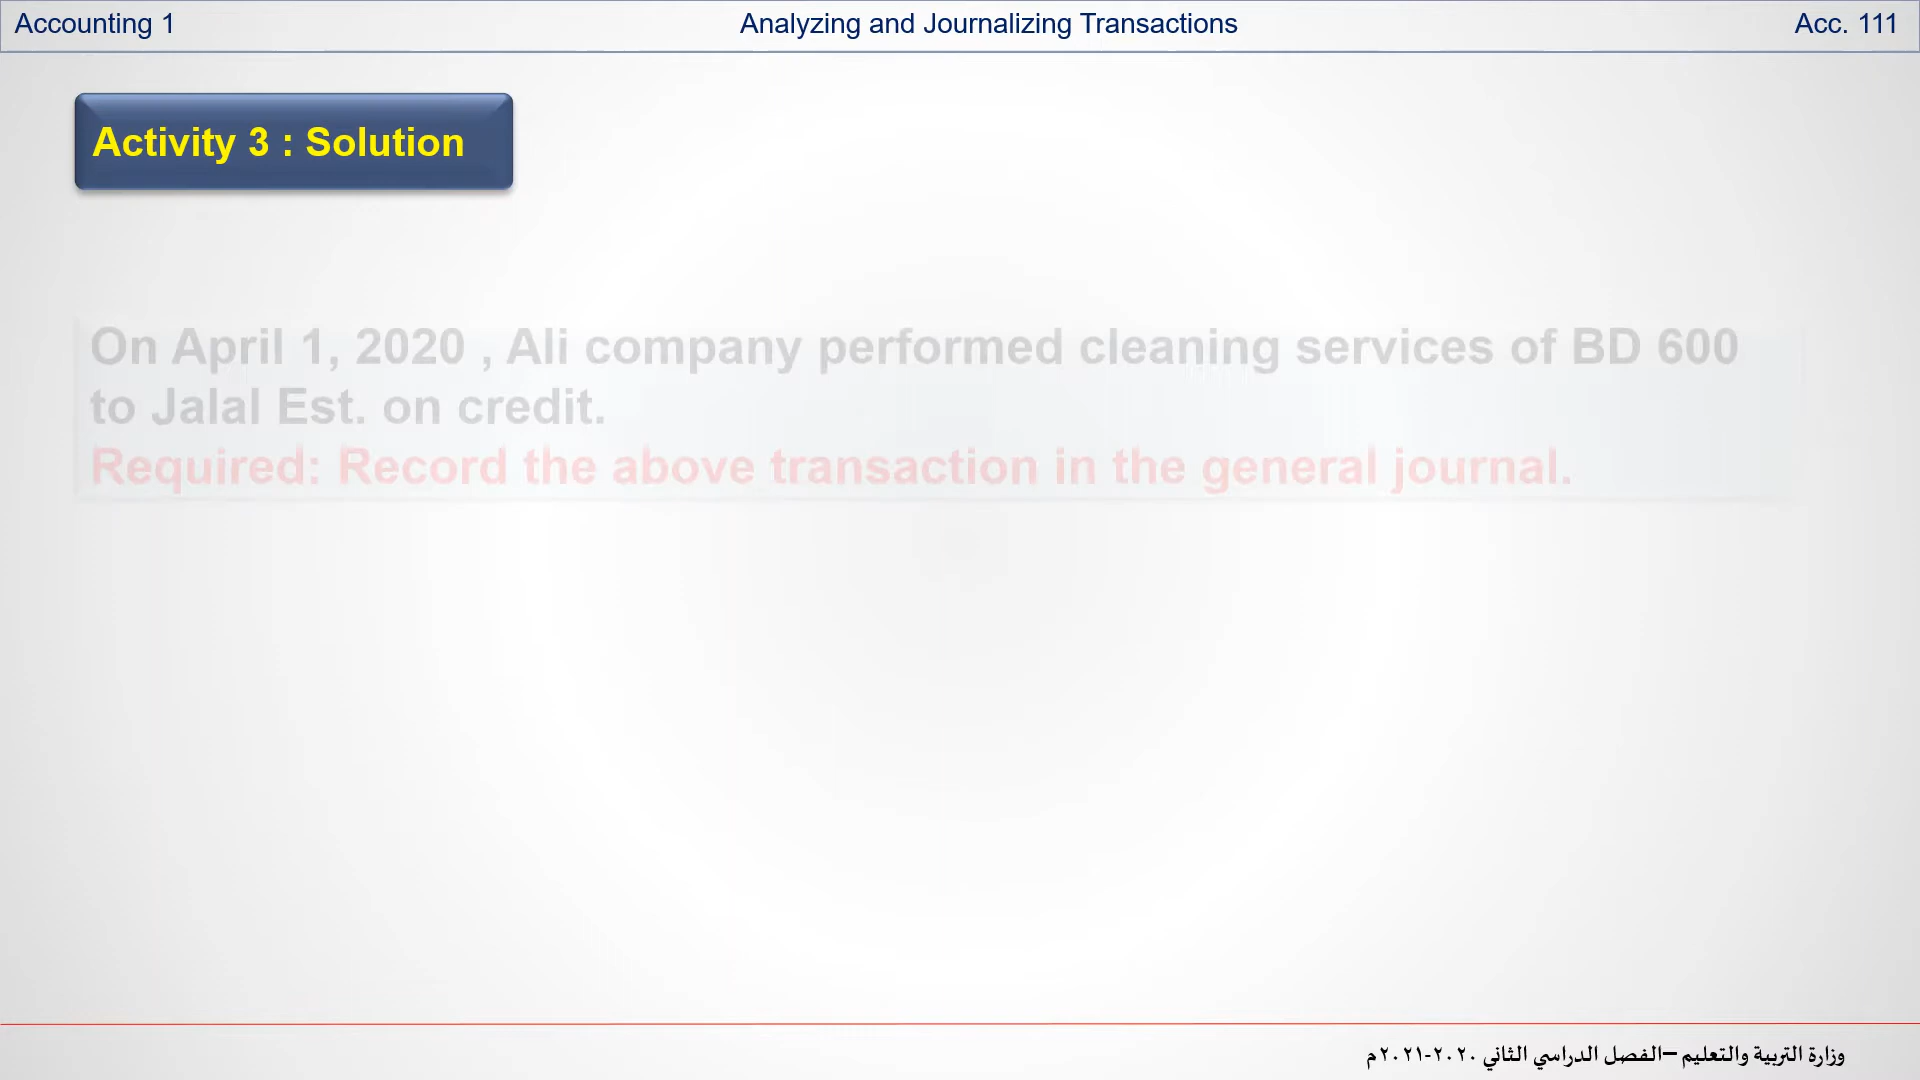 Accounting 1
Analyzing and Journalizing Transactions
Acc. 111
Activity 3 : Solution
On April 1, 2020 , Ali company performed cleaning services of BD 600
to Jalal Est. on credit.
Required: Record the above transaction in the general journal.
وزارة التربية والتعليم –الفصل الدراسي الثاني ٢٠٢٠-٢٠٢١م